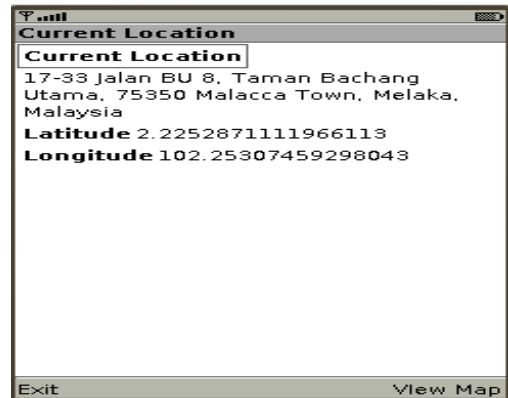 Current Location
Current Location
17-33 Jalan BU 8, Taman Bachang
Utama, 75350 Malacca Town, Melaka,
Malaysia
Latitude 2.2252871111966113
Longitude 102.25307459298043
Exit View Map